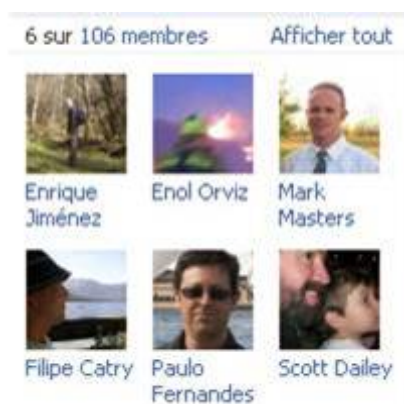 6 sur 106 membres Afficher tout
Enrique Jiménez
Enol Orviz
Mark Masters
Filipe Catry
Paulo Fernandes
Scott Dailey